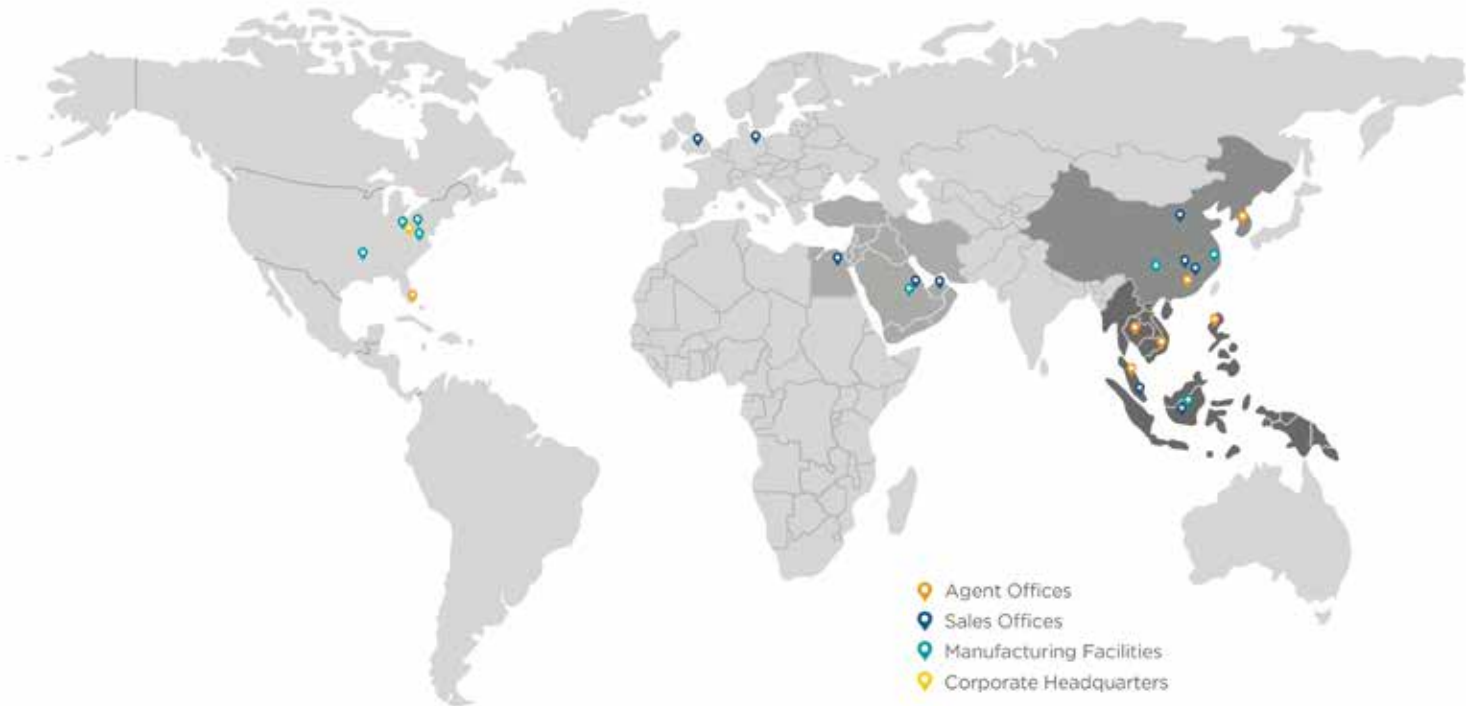 Agent Offices
Sales Offices
Manufacturing Facilities
Corporate Headquarters